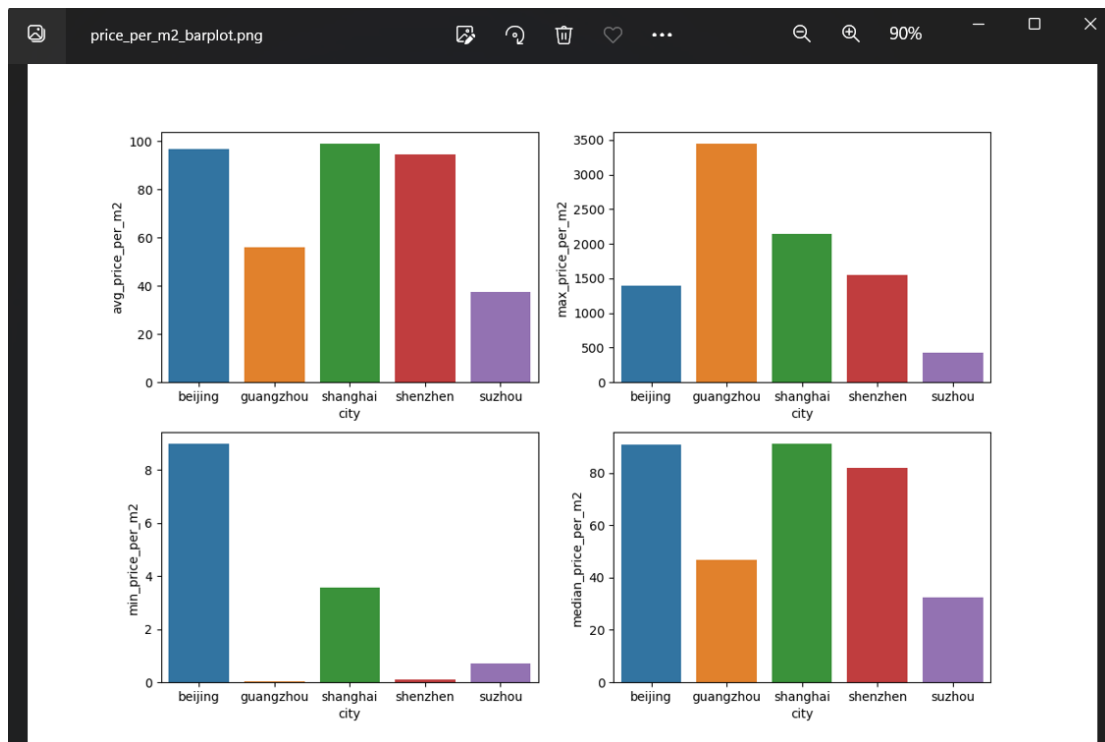 price_per_m2_barplot.png
90%
avg_price_per_m2
100
80
60
40
20
0
beijing guangzhou shanghai shenzhen suzhou
city
max_price_per_m2
3500
3000
2500
2000
1500
1000
500
0
beijing guangzhou shanghai shenzhen suzhou
city
min_price_per_m2
8
6
4
2
0
beijing guangzhou shanghai shenzhen suzhou
city
median_price_per_m2
80
60
40
20
0
beijing guangzhou shanghai shenzhen suzhou
city